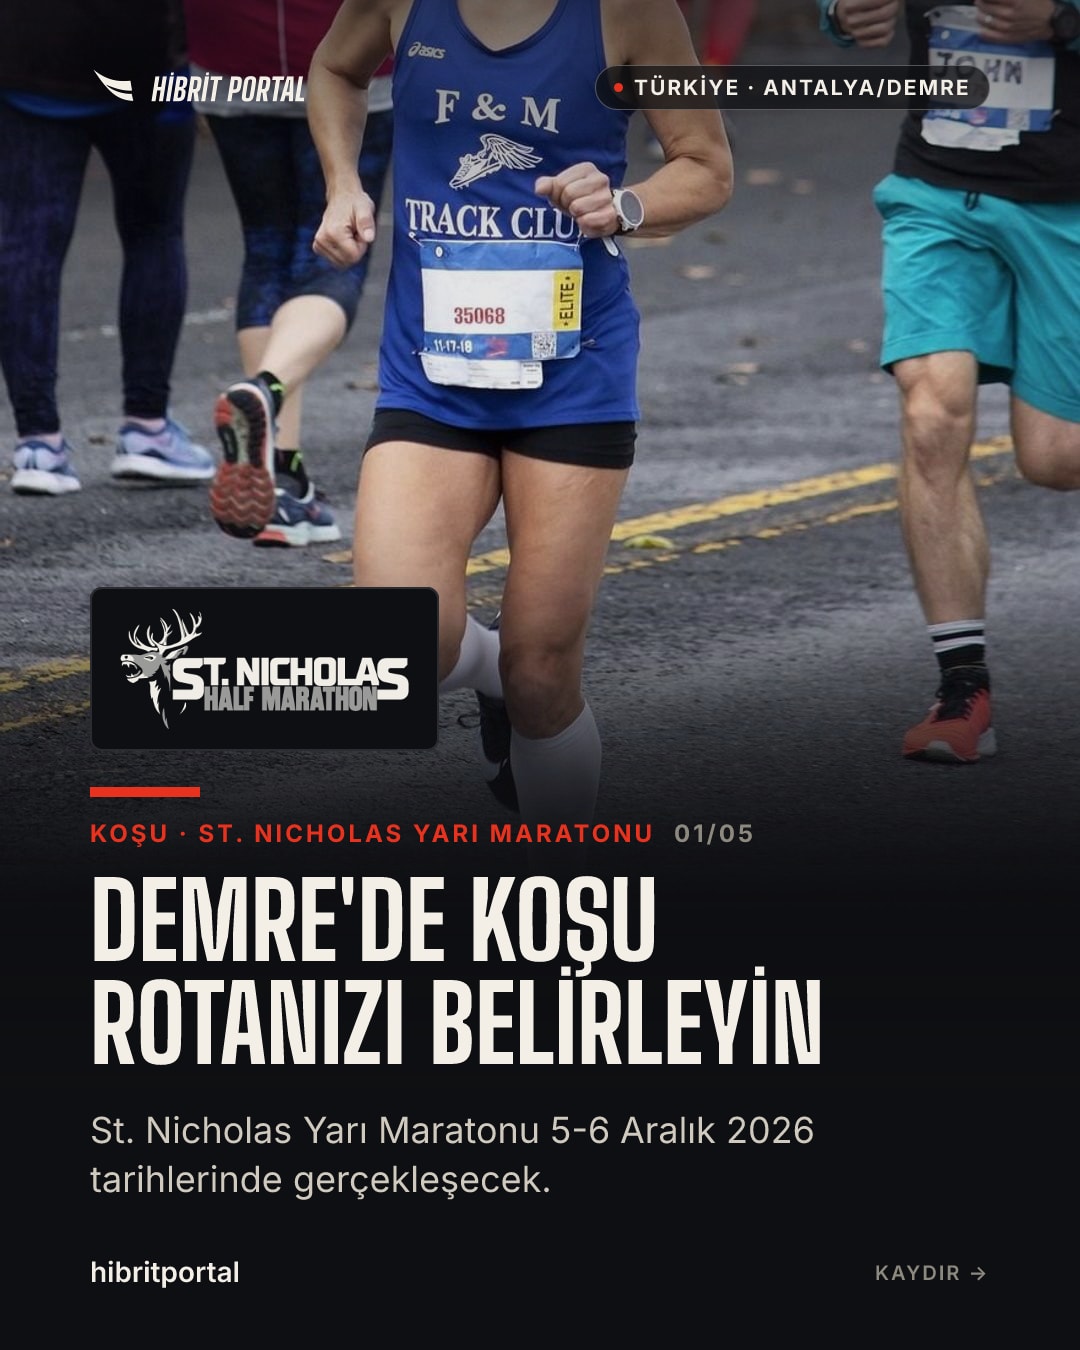 HİBRİT PORTAL
TÜRKİYE · ANTALYA/DEMRE
asics
F & M
TRACK CLU
35068
ELITE
11-17-18
JOHN
ST. NICHOLAS
HALF MARATHON
KOŞU · ST. NICHOLAS YARI MARATONU 01/05
DEMRE'DE KOŞU
ROTANIZI BELİRLEYİN
St. Nicholas Yarı Maratonu 5-6 Aralık 2026
tarihlerinde gerçekleşecek.
hibritportal
KAYDIR →